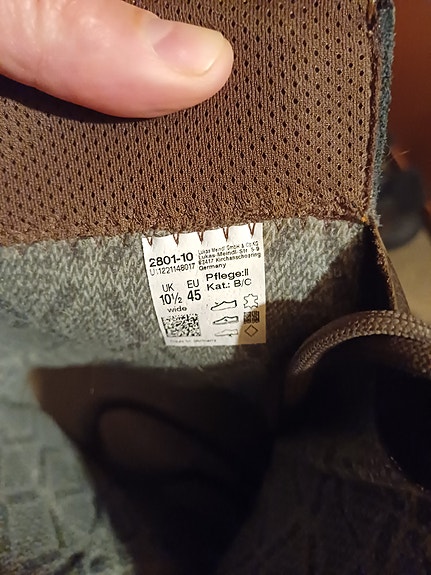 2801-10
U:1221148017
UK EU
10½ 45
wide
Lukas Meindl GmbH & Co.KG
Lukas Meindl Str. 5-9
83417 Kirchanschöring
Germany
Pflege:II
Kat.: B/C